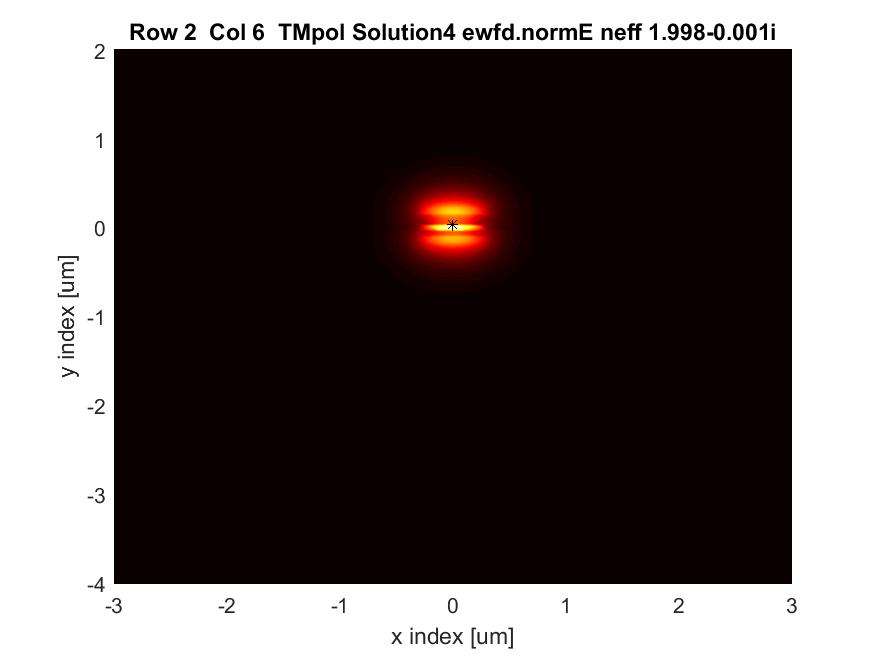 Row 2  Col 6  TMpol Solution4 ewfd.normE neff 1.998-0.001i
2
1
0
-1
-2
-3
-4
y index [um]
-3 -2 -1 0 1 2 3
x index [um]